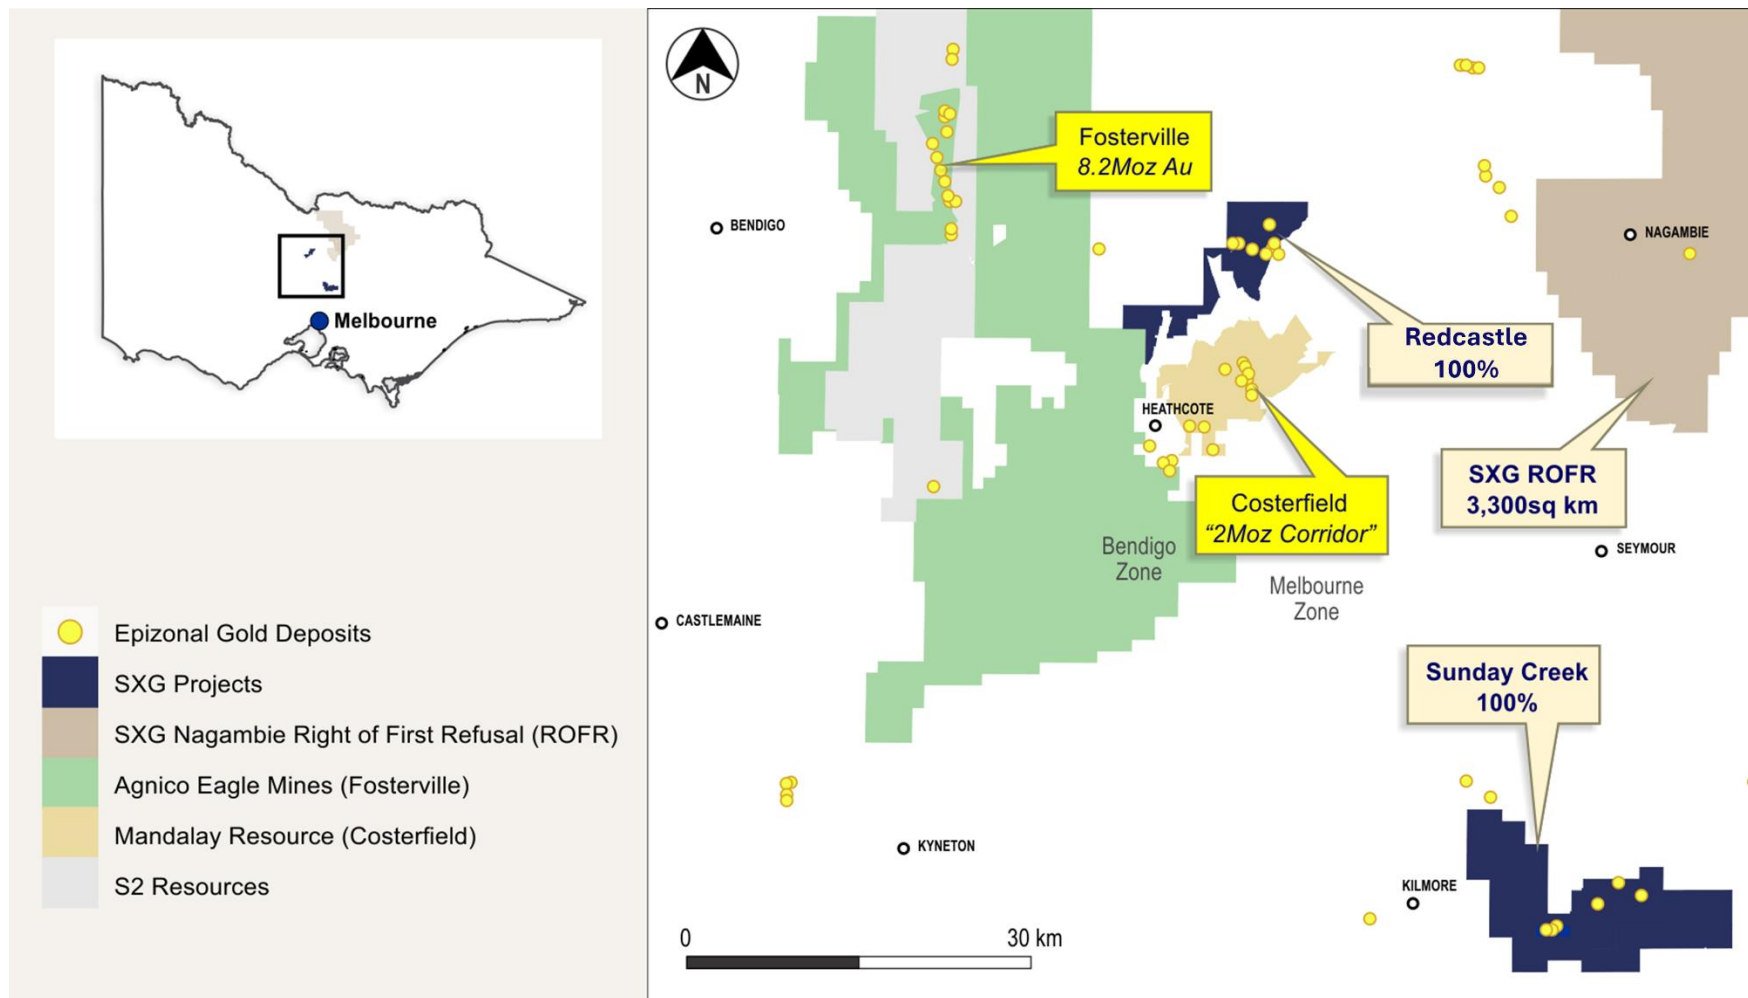 Melbourne
Epizonal Gold Deposits
SXG Projects
SXG Nagambie Right of First Refusal (ROFR)
Agnico Eagle Mines (Fosterville)
Mandalay Resource (Costerfield)
S2 Resources
N
Fosterville
8.2Moz Au
BENDIGO
NAGAMBIE
Redcastle
100%
HEATHCOTE
SXG ROFR
3,300sq km
Costerfield
“2Moz Corridor”
Bendigo
Zone
SEYMOUR
Melbourne
Zone
CASTLEMAINE
Sunday Creek
100%
KYNETON
KILMORE
0
30 km